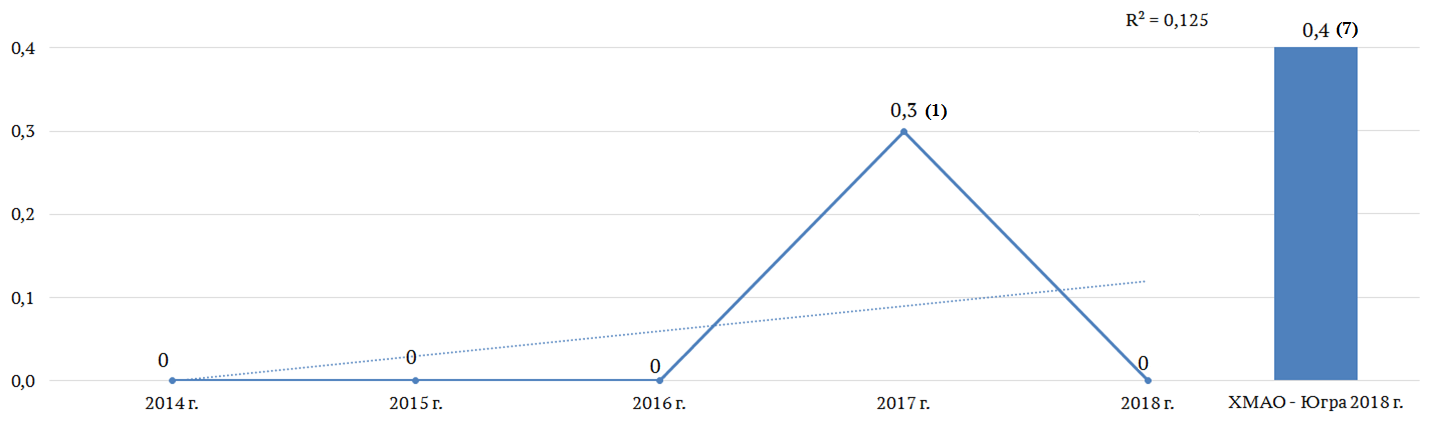 R² = 0,125
0,4 (7)
0,4
0,3 (1)
0,3
0,2
0,1
0
0
0
0
0,0
2014 г.
2015 г.
2016 г.
2017 г.
2018 г.
ХМАО - Югра 2018 г.